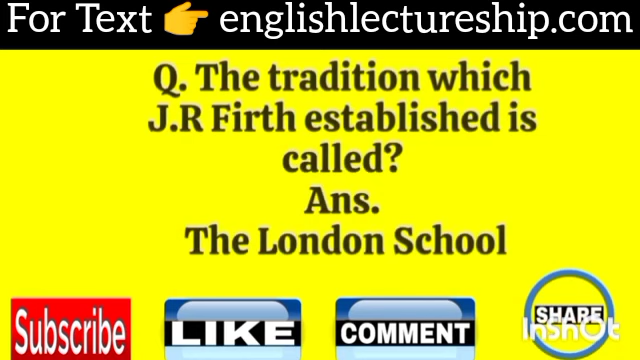 For Text 👉 englishlectureship.com
Q. The tradition which
J.R Firth established is
called?
Ans.
The London School
Subscribe
LIKE
COMMENT
SHARE
InShOt